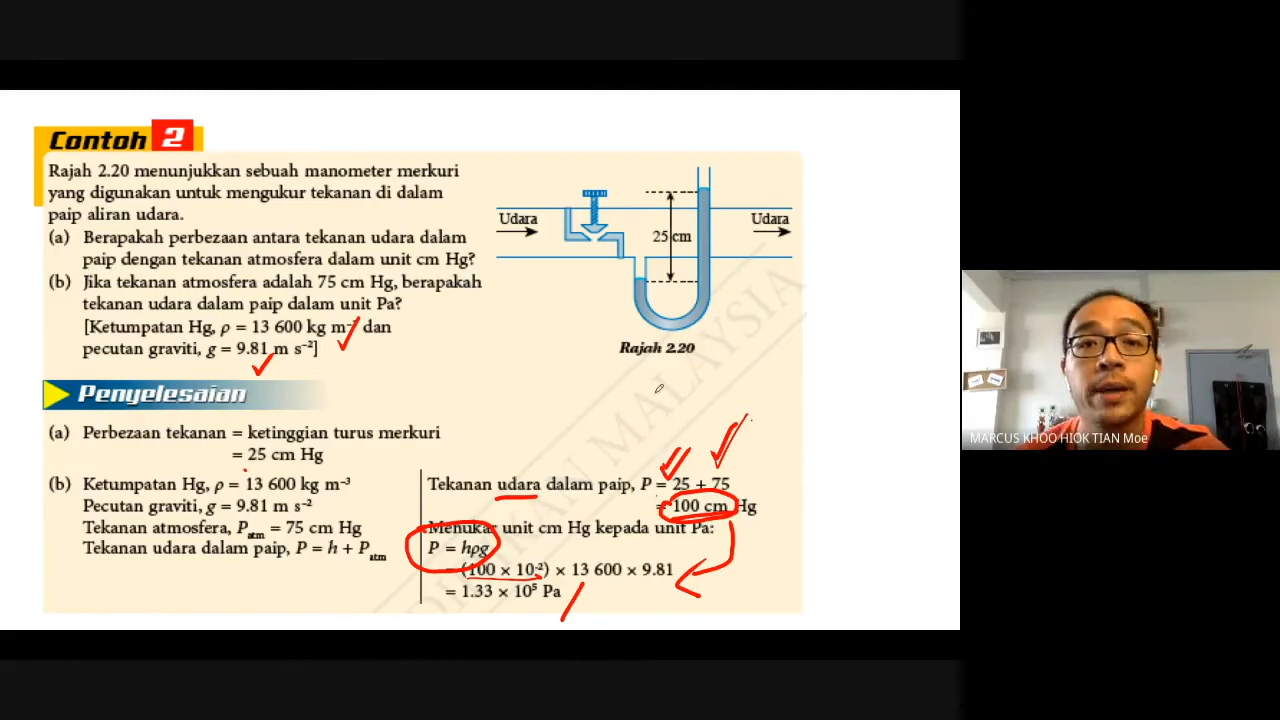 Contoh 2
Rajah 2.20 menunjukkan sebuah manometer merkuri
yang digunakan untuk mengukur tekanan di dalam
paip aliran udara.
(a) Berapakah perbezaan antara tekanan udara dalam
paip dengan tekanan atmosfera dalam unit cm Hg?
(b) Jika tekanan atmosfera adalah 75 cm Hg, berapakah
tekanan udara dalam paip dalam unit Pa?
[Ketumpatan Hg, ρ = 13 600 kg m⁻³ dan
pecutan graviti, g = 9.81 m s⁻²]
Udara
25 cm
Udara
Rajah 2.20
Penyelesaian
(a) Perbezaan tekanan = ketinggian turus merkuri
= 25 cm Hg
(b) Ketumpatan Hg, ρ = 13 600 kg m⁻³
Pecutan graviti, g = 9.81 m s⁻²
Tekanan atmosfera, Patm = 75 cm Hg
Tekanan udara dalam paip, P = h + Patm
Tekanan udara dalam paip, P = 25 + 75
= 100 cm Hg
Menukar unit cm Hg kepada unit Pa:
P = hρg
= (100 × 10⁻²) × 13 600 × 9.81
= 1.33 × 10⁵ Pa
DIDIKAN MALAYSIA
MARCUS KHOO HIOK TIAN Moe